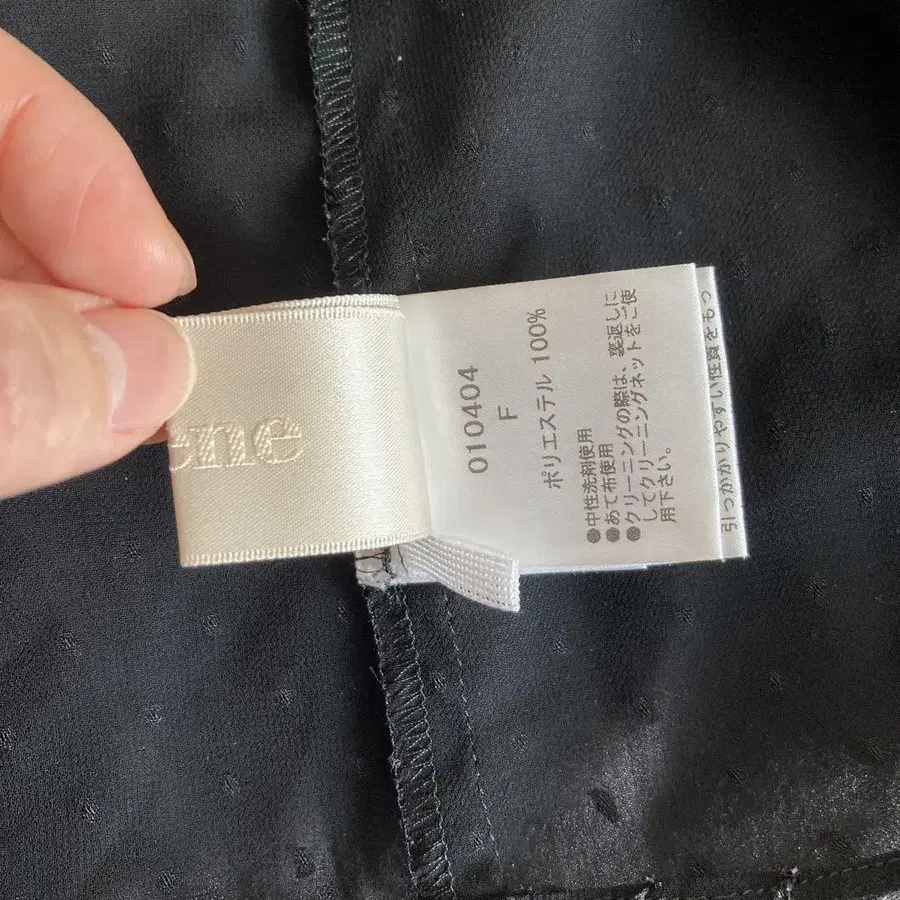 ene
010404
F
ポリエステル 100%
●中性洗剤使用
●あて布使用
●クリーニングの際は、裏返しに
してクリーニングネットをご使
用下さい。
引っかかりやすい性質をもつ